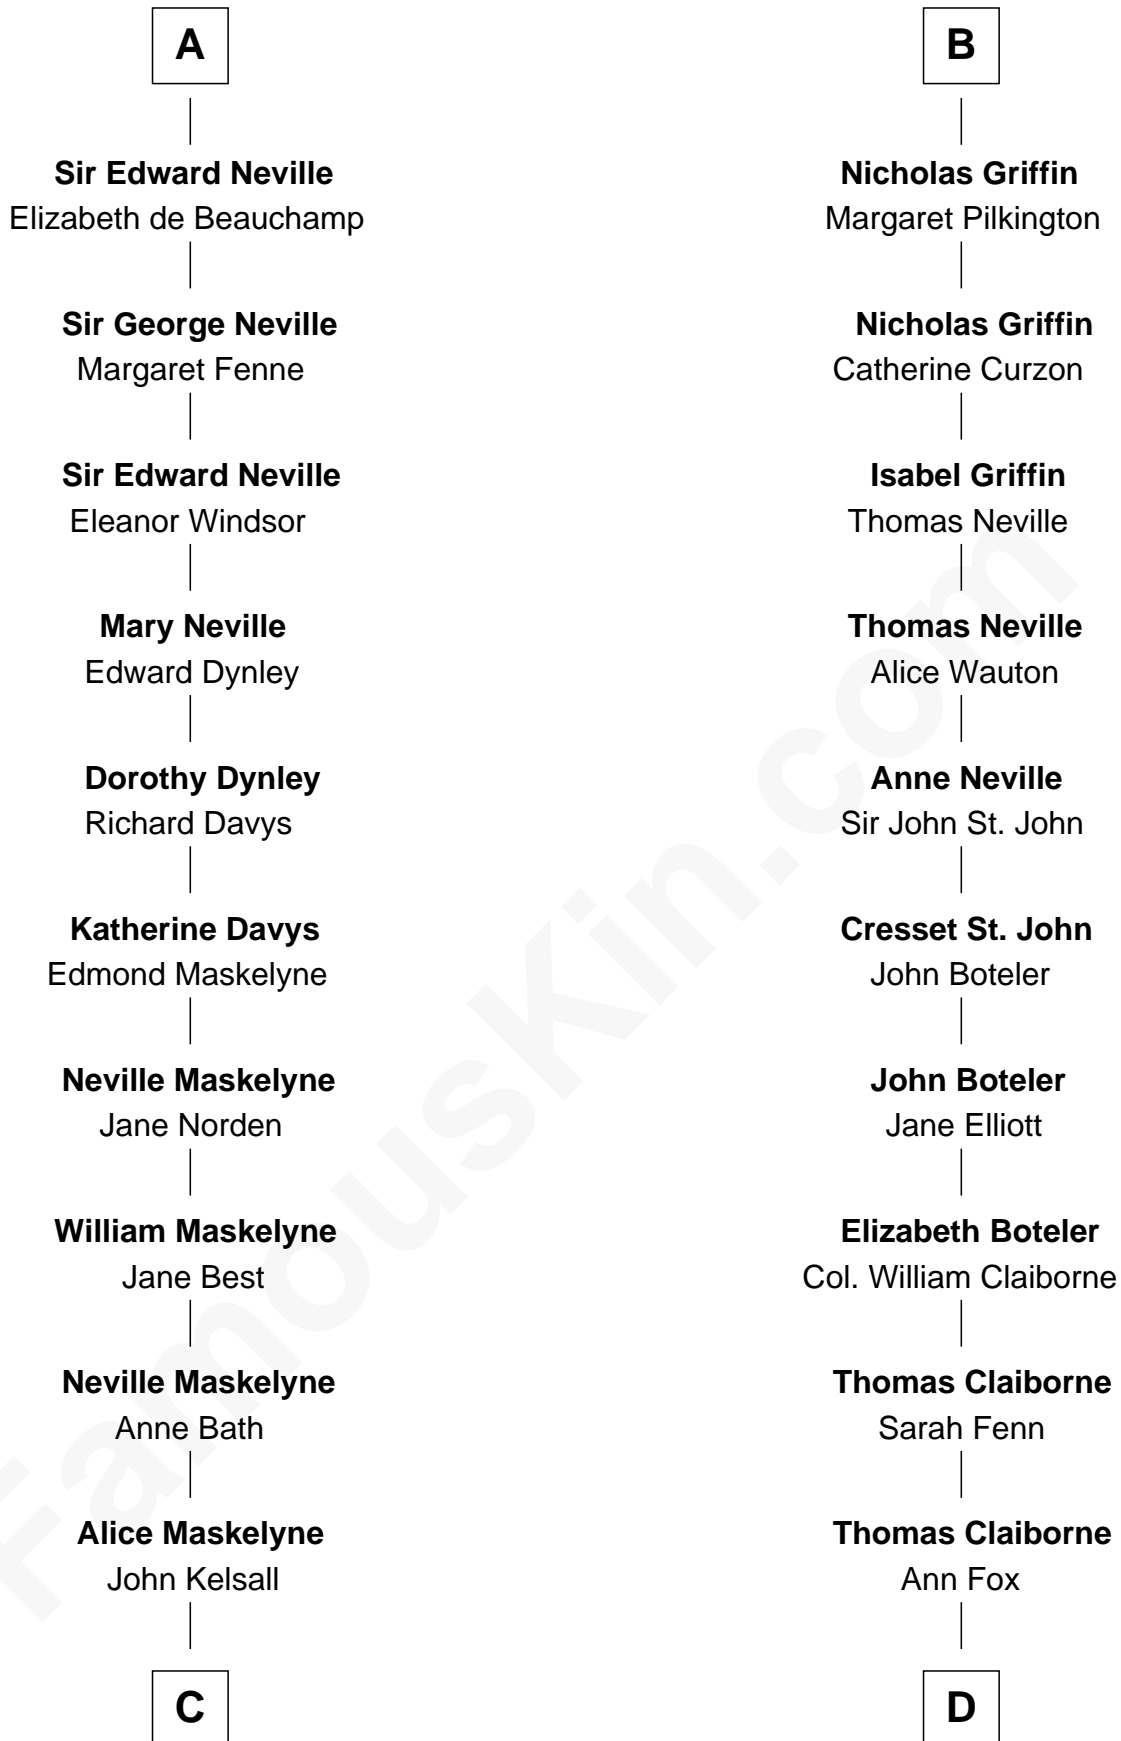 A
Sir Edward Neville
Elizabeth de Beauchamp
Sir George Neville
Margaret Fenne
Sir Edward Neville
Eleanor Windsor
Mary Neville
Edward Dynley
Dorothy Dynley
Richard Davys
Katherine Davys
Edmond Maskelyne
Neville Maskelyne
Jane Norden
William Maskelyne
Jane Best
Neville Maskelyne
Anne Bath
Alice Maskelyne
John Kelsall
C
B
Nicholas Griffin
Margaret Pilkington
Nicholas Griffin
Catherine Curzon
Isabel Griffin
Thomas Neville
Thomas Neville
Alice Wauton
Anne Neville
Sir John St. John
Cresset St. John
John Boteler
John Boteler
Jane Elliott
Elizabeth Boteler
Col. William Claiborne
Thomas Claiborne
Sarah Fenn
Thomas Claiborne
Ann Fox
D
FamousKin.com